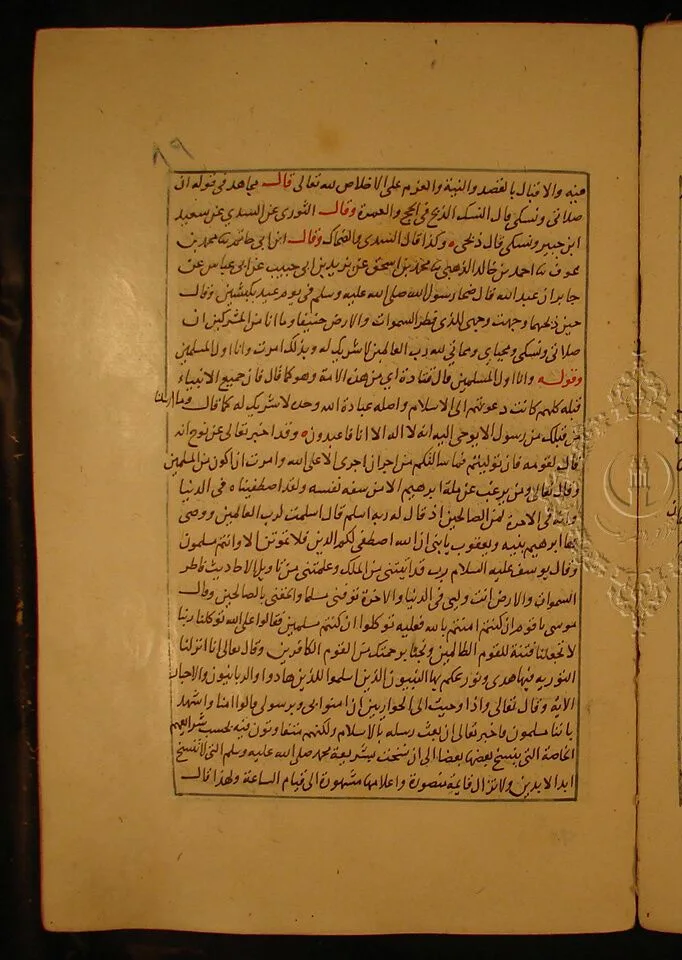 ٨٩
فيه والاقبال بالقصد والنية والعزم على الاخلاص لله تعالى قال مجاهد في قوله ان
صلاتي ونسكي قال النسك الذبح في الحج والعمرة وقال الثوري عن السدي عن سعيد
ابن جبير ونسكي قال ذبحي وكذا قال السدي والضحاك وقال ابن ابي حاتم ثنا محمد بن
عوف ثنا احمد بن خالد الذهبي ثنا محمد بن اسحق عن يزيد بن ابي حبيب عن ابن عباس عن
جابر ان عبد الله قال ضحا رسول الله صلى الله عليه وسلم في يوم عيد بكبشين وقال
حين ذبحهما وجهت وجهي للذي فطر السموات والارض حنيفا وما انا من المشركين ان
صلاتي ونسكي ومحياي ومماتي لله رب العالمين لا شريك له وبذلك امرت وانا اول المسلمين
وقوله وانا اول المسلمين قال قتادة اي من هذه الامة وهو كما قال فان جميع الانبياء
قبله كلهم كانت دعوتهم الى الاسلام واصله عبادة الله وحده لا شريك له كما قال وما ارسلنا
من قبلك من رسول الا يوحى اليه انه لا اله الا انا فاعبدون وقد اخبر تعالى عن نوح انه
قال لقومه فان توليتم فما سالتكم من اجر ان اجري الا على الله وامرت ان اكون من المسلمين
وقال تعالى ومن يرغب عن ملة ابرهيم الا من سفه نفسه ولقد اصطفيناه في الدنيا
وانه في الاخرة لمن الصالحين اذ قال له ربه اسلم قال اسلمت لرب العالمين ووصى
بها ابرهيم بنيه ويعقوب يا بني ان الله اصطفى لكم الدين فلا تموتن الا وانتم مسلمون
وقال يوسف عليه السلام رب قد اتيتني من الملك وعلمتني من تاويل الاحاديث فاطر
السموات والارض انت وليي في الدنيا والاخرة توفني مسلما والحقني بالصالحين وقال
موسى يا قوم ان كنتم امنتم بالله فعليه توكلوا ان كنتم مسلمين فقالوا على الله توكلنا ربنا
لا تجعلنا فتنة للقوم الظالمين ونجنا برحمتك من القوم الكافرين وقال تعالى انا انزلنا
التورية فيها هدى ونور يحكم بها النبيون الذين اسلموا للذين هادوا والربانيون والاحبار
الاية وقال تعالى واذ اوحيت الى الحواريين ان امنوا بي وبرسولي قالوا امنا واشهد
باننا مسلمون فاخبر تعالى ان بعث رسله بالاسلام ولكنهم متفاوتون فيه بحسب شرايعهم
الخاصة التي ينسخ بعضها بعضا الى ان نسخت بشريعة محمد صلى الله عليه وسلم التي لا تنسخ
ابد الابدين ولا تزال قايمة منصورة واعلامها مشهورة الى قيام الساعة ولهذا قال